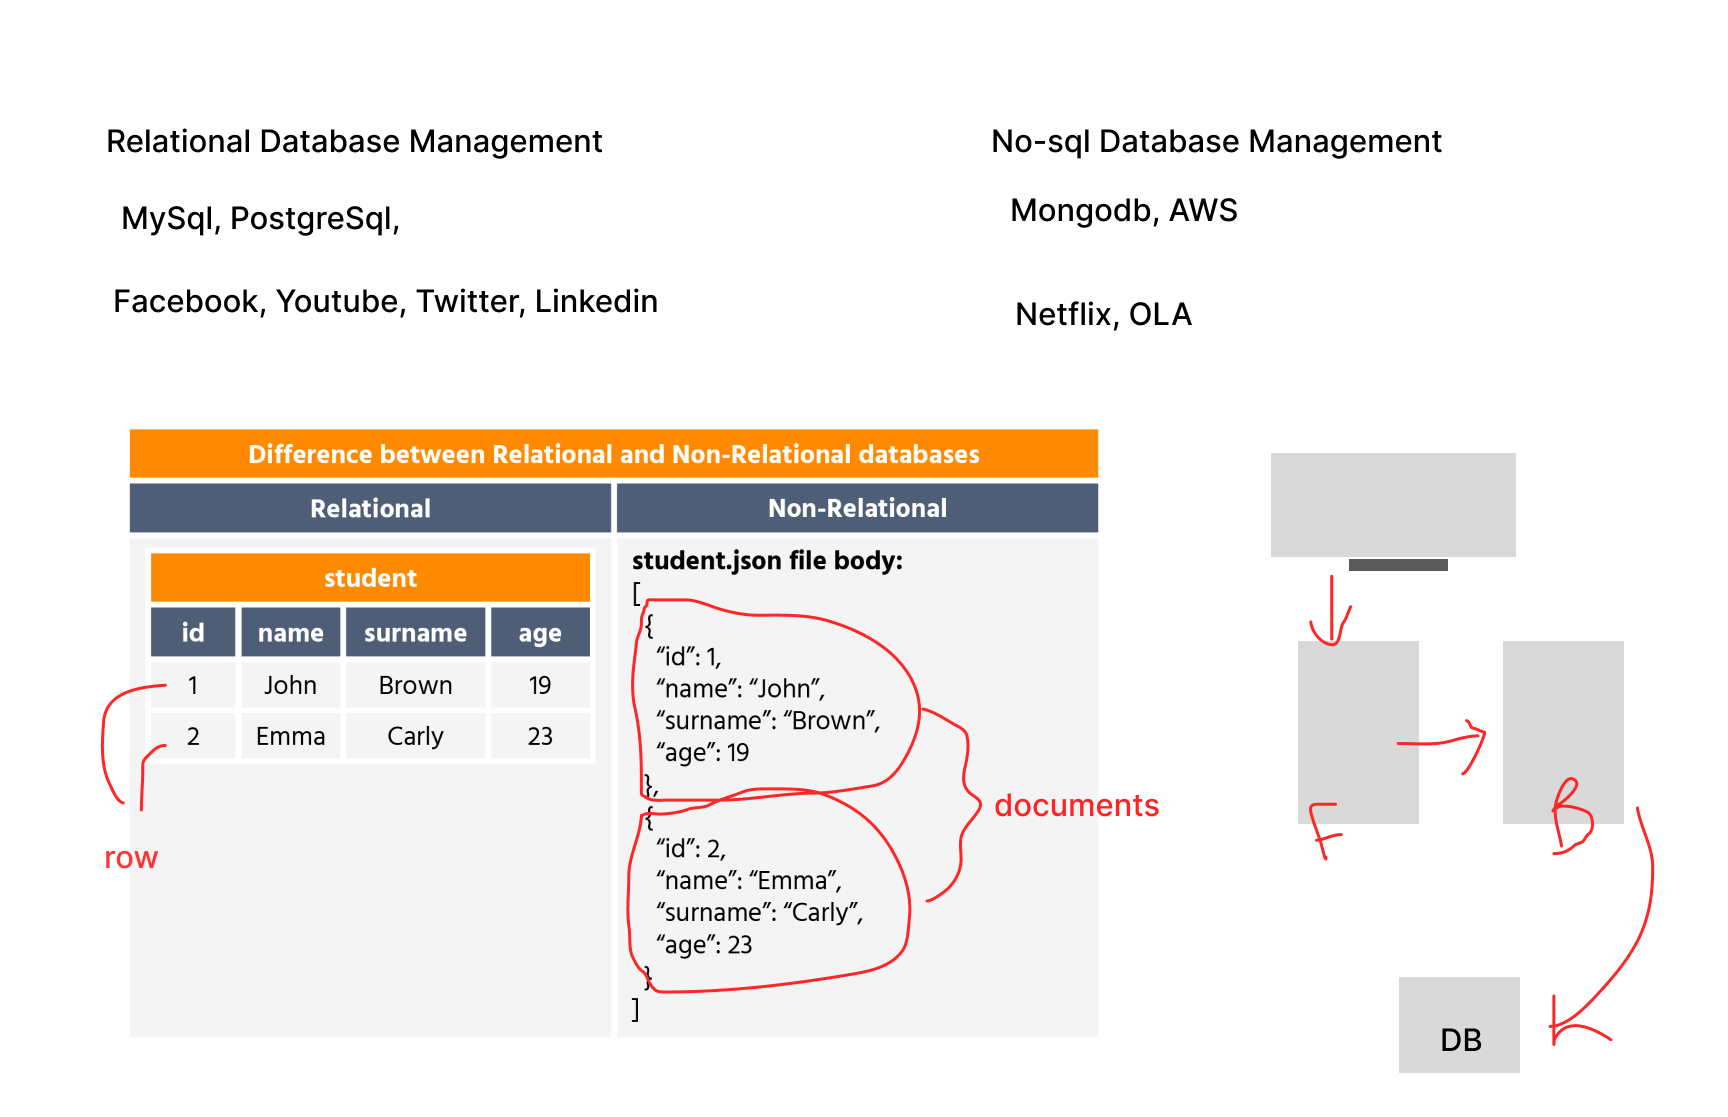 Relational Database Management
No-sql Database Management
MySql, PostgreSql,
Mongodb, AWS
Facebook, Youtube, Twitter, Linkedin
Netflix, OLA
Difference between Relational and Non-Relational databases
Relational
Non-Relational
student
id name surname age
1 John Brown 19
2 Emma Carly 23
row
student.json file body:
[
{
“id”: 1,
“name”: “John”,
“surname”: “Brown”,
“age”: 19
},
{
“id”: 2,
“name”: “Emma”,
“surname”: “Carly”,
“age”: 23
}
]
documents
F
B
DB